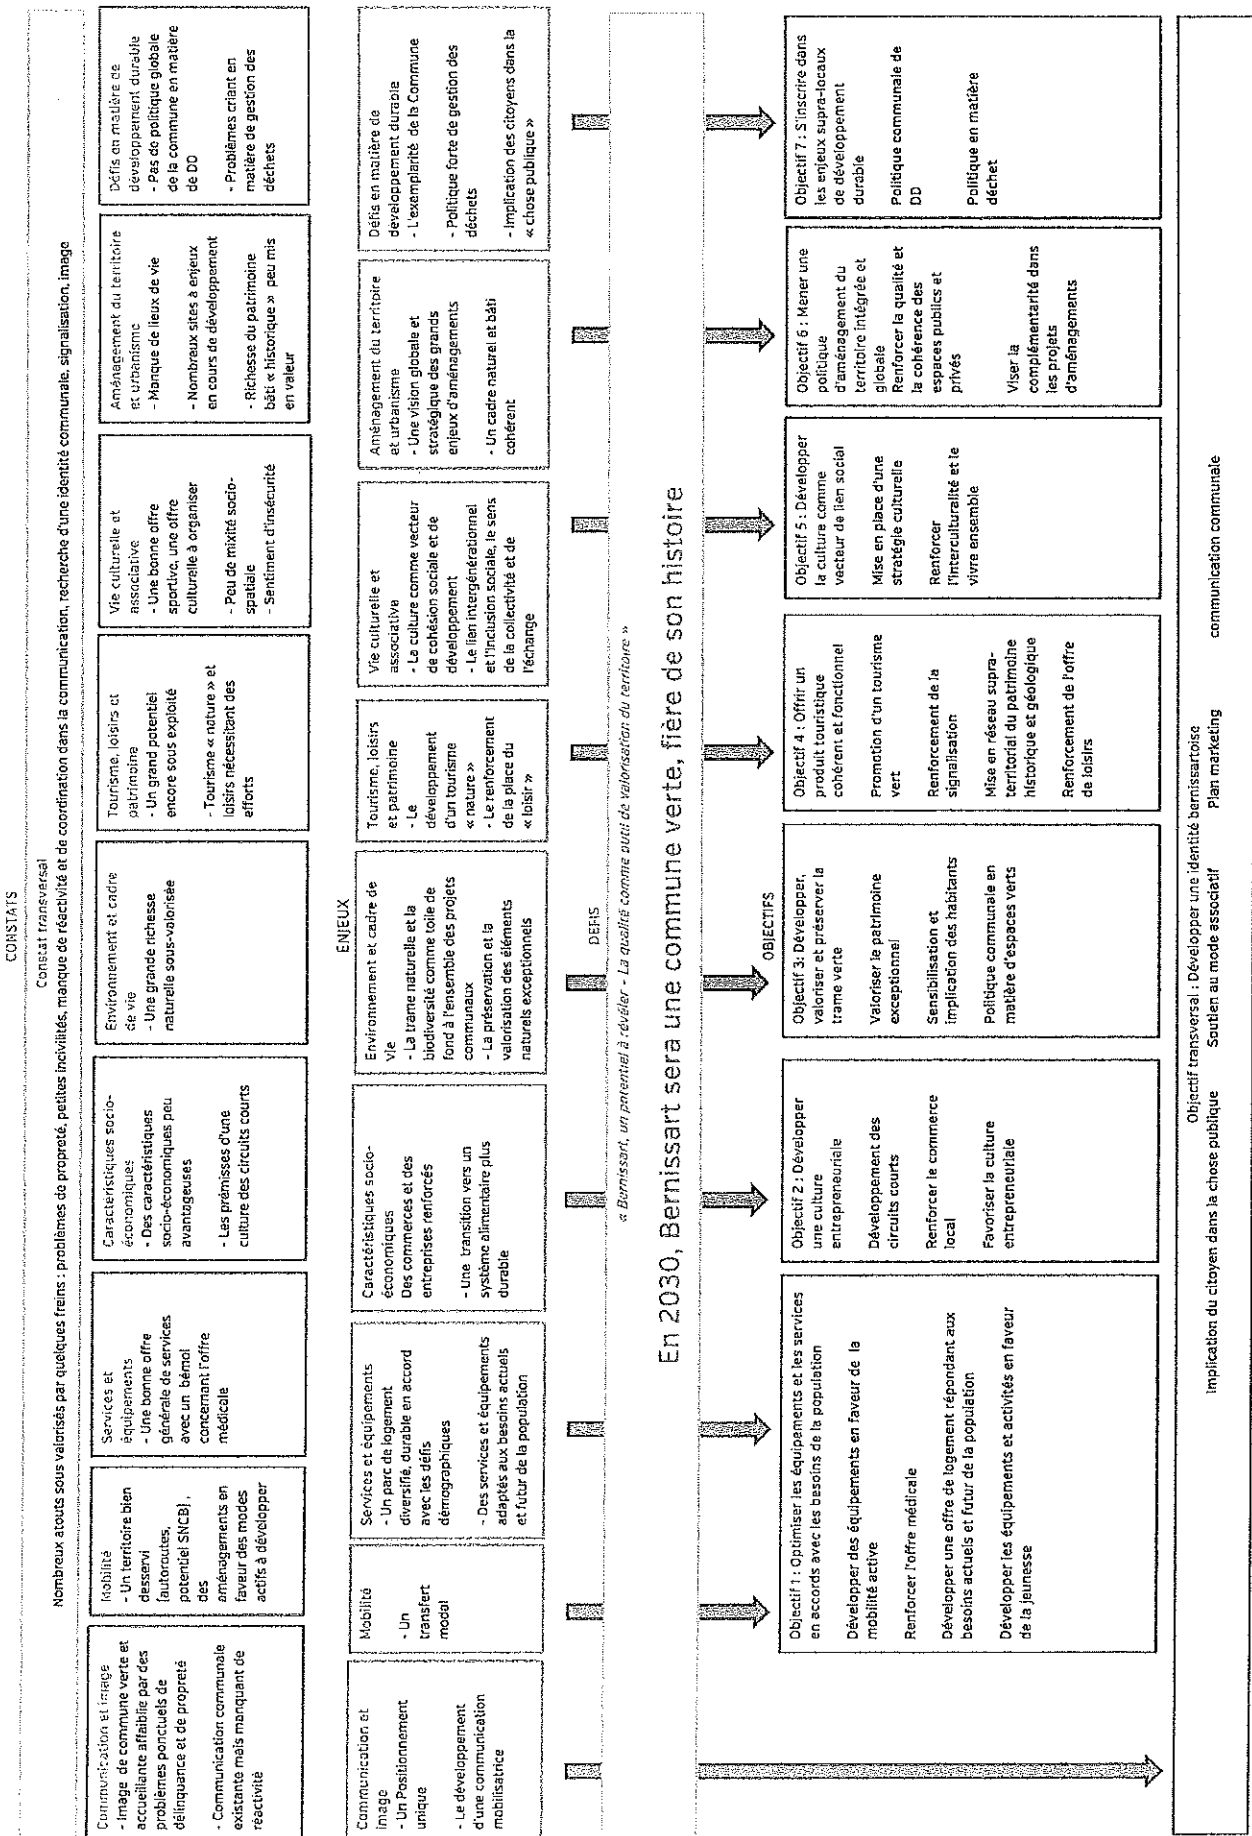 CONSTATS
Constat transversal
Nombreux atouts sous valorisés par quelques freins : problèmes de propreté, petites incivilités, manque de réactivité et de coordination dans la communication, recherche d'une identité communale, signalisation, image
Communication et image
- Image de commune verte et
accueillante affaiblie par des
problèmes ponctuels de
délinquance et de propreté
- Communication communale
existante mais manquant de
réactivité
Mobilité
- Un territoire bien
desservi
(autoroutes,
potentiel SNCB),
des
aménagements en
faveur des modes
actifs à développer
Services et
équipements
- Une bonne offre
générale de services
avec un bémol
concernant l'offre
médicale
Caractéristiques socio-
économiques
- Des caractéristiques
socio-économiques peu
avantageuses
- Les prémisses d'une
culture des circuits courts
Environnement et cadre
de vie
- Une grande richesse
naturelle sous-valorisée
Tourisme, loisirs et
patrimoine
- Un grand potentiel
encore sous exploité
- Tourisme « nature » et
loisirs nécessitant des
efforts
Vie culturelle et
associative
- Une bonne offre
sportive, une offre
culturelle à organiser
- Peu de mixité socio-
spatiale
- Sentiment d'insécurité
Aménagement du territoire
et urbanisme
- Manque de lieux de vie
- Nombreux sites à enjeux
en cours de développement
- Richesse du patrimoine
bâti « historique » peu mis
en valeur
Défis en matière de
développement durable
- Pas de politique globale
de la commune en matière
de DD
- Problèmes criant en
matière de gestion des
déchets
ENJEUX
Communication et
image
- Un Positionnement
unique
- Le développement
d'une communication
mobilisatrice
Mobilité
- Un
transfert
modal
Services et équipements
- Un parc de logement
diversifié, durable en accord
avec les défis
démographiques
- Des services et équipements
adaptés aux besoins actuels
et futur de la population
Caractéristiques socio-
économiques
Des commerces et des
entreprises renforcés
- Une transition vers un
système alimentaire plus
durable
Environnement et cadre de
vie
- La trame naturelle et la
biodiversité comme toile de
fond à l'ensemble des projets
communaux
- La préservation et la
valorisation des éléments
naturels exceptionnels
Tourisme, loisirs
et patrimoine
- Le
développement
d'un tourisme
« nature »
- Le renforcement
de la place du
« loisir »
Vie culturelle et
associative
- La culture comme vecteur
de cohésion sociale et de
développement
- Le lien intergénérationnel
et l'inclusion sociale, le sens
de la collectivité et de
l'échange
Aménagement du territoire
et urbanisme
- Une vision globale et
stratégique des grands
enjeux d'aménagements
- Un cadre naturel et bâti
cohérent
Défis en matière de
développement durable
- L'exemplarité de la Commune
- Politique forte de gestion des
déchets
- Implication des citoyens dans la
« chose publique »
DEFIS
« Bernissart, un potentiel à révéler - La qualité comme outil de valorisation du territoire »
En 2030, Bernissart sera une commune verte, fière de son histoire
OBJECTIFS
Objectif 1 : Optimiser les équipements et les services
en accords avec les besoins de la population
Développer des équipements en faveur de la
mobilité active
Renforcer l'offre médicale
Développer une offre de logement répondant aux
besoins actuels et futur de la population
Développer les équipements et activités en faveur
de la jeunesse
Objectif 2 : Développer
une culture
entrepreneuriale
Développement des
circuits courts
Renforcer le commerce
local
Favoriser la culture
entrepreneuriale
Objectif 3: Développer,
valoriser et préserver la
trame verte
Valoriser le patrimoine
exceptionnel
Sensibilisation et
implication des habitants
Politique communale en
matière d'espaces verts
Objectif 4 : Offrir un
produit touristique
cohérent et fonctionnel
Promotion d'un tourisme
vert
Renforcement de la
signalisation
Mise en réseau supra-
territorial du patrimoine
historique et géologique
Renforcement de l'offre
de loisirs
Objectif 5 : Développer
la culture comme
vecteur de lien social
Mise en place d'une
stratégie culturelle
Renforcer
l'interculturalité et le
vivre ensemble
Objectif 6 : Mener une
politique
d'aménagement du
territoire intégrée et
globale
Renforcer la qualité et
la cohérence des
espaces publics et
privés
Viser la
complémentarité dans
les projets
d'aménagements
Objectif 7 : S'inscrire dans
les enjeux supra-locaux
de développement
durable
Politique communale de
DD
Politique en matière
déchet
Objectif transversal : Développer une identité bernissartoise
Implication du citoyen dans la chose publique Soutien au mode associatif Plan marketing communication communale